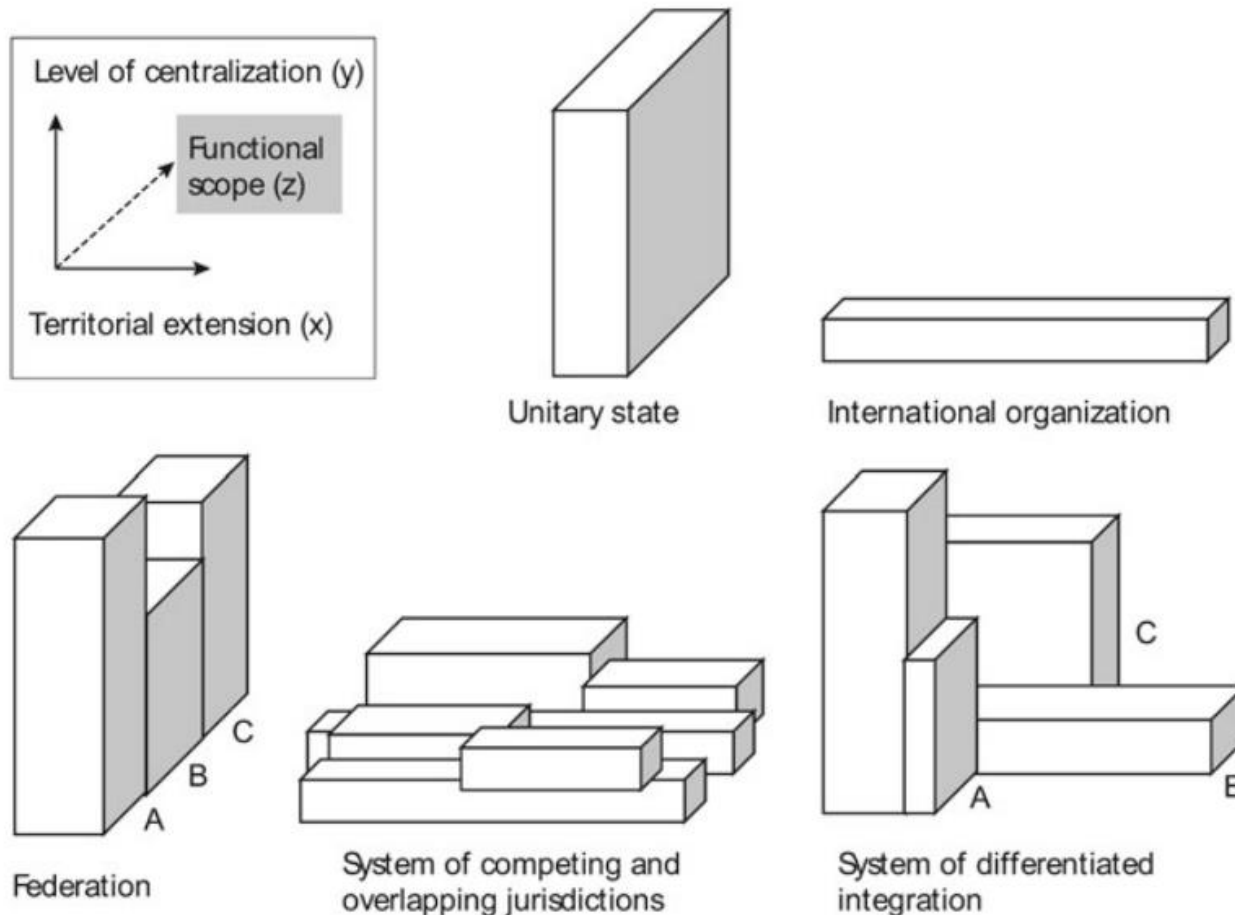 Level of centralization (y)
Functional
scope (z)
Territorial extension (x)
Unitary state
International organization
A
B
C
Federation
System of competing and
overlapping jurisdictions
C
A
B
System of differentiated
integration